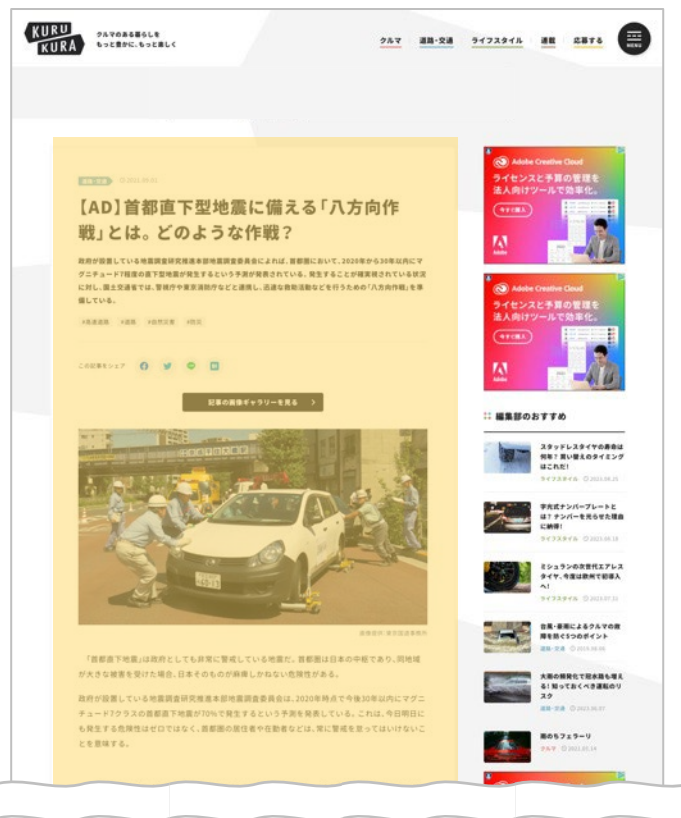 KURU
KURA
クルマのある暮らしを
もっと豊かに、もっと楽しく
クルマ
道路・交通
ライフスタイル
連載
応募する
MENU
道路・交通
【AD】首都直下型地震に備える「八方向作
戦」とは。どのような作戦？
政府が設置している地震調査研究推進本部地震調査委員会によれば、首都圏において、2020年から30年以内にマ
グニチュード7程度の直下型地震が発生するという予測が発表されている。発生することが確実視されている状況
に対し、国土交通省では、警視庁や東京消防庁などと連携し、迅速な救助活動などを行うための「八方向作戦」を準
備している。
#高速道路 #道路 #自然災害 #防災
この記事をシェア
記事の画像ギャラリーを見る
画像提供：東京国道事務所
「首都直下地震」は政府としても非常に警戒している地震だ。首都圏は日本の中枢であり、同地域
が大きな被害を受けた場合、日本そのものが麻痺しかねない危険性がある。
政府が設置している地震調査研究推進本部地震調査委員会は、2020年時点で今後30年以内にマグニ
チュード7クラスの首都直下地震が70%で発生するという予測を発表している。これは、今日明日に
も発生する危険性はゼロではなく、首都圏の居住者や在勤者などは、常に警戒を怠ってはいけないこ
とを意味する。
Adobe Creative Cloud
ライセンスと予算の管理を
法人向けツールで効率化。
今すぐ購入
Adobe
Adobe Creative Cloud
ライセンスと予算の管理を
法人向けツールで効率化。
今すぐ購入
Adobe
編集部のおすすめ
スタッドレスタイヤの寿命は
何年？ 買い替えのタイミング
はこれだ！
ライフスタイル
字光式ナンバープレートと
は？ ナンバーを光らせた理由
に納得！
ライフスタイル
ミシュランの次世代エアレス
タイヤ、今度は欧州で初導入
へ！
ライフスタイル
台風・豪雨によるクルマの故
障を防ぐ5つのポイント
道路・交通
大雨の頻発化で冠水路も増え
る！ 知っておくべき運転のリ
スク
道路・交通
雨のちフェラーリ
クルマ